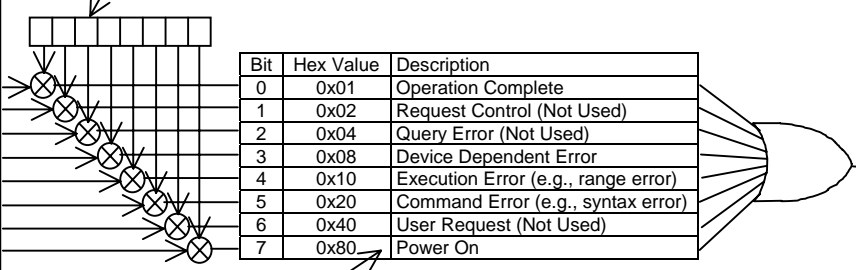 Bit Hex Value Description
0 0x01 Operation Complete
1 0x02 Request Control (Not Used)
2 0x04 Query Error (Not Used)
3 0x08 Device Dependent Error
4 0x10 Execution Error (e.g., range error)
5 0x20 Command Error (e.g., syntax error)
6 0x40 User Request (Not Used)
7 0x80 Power On